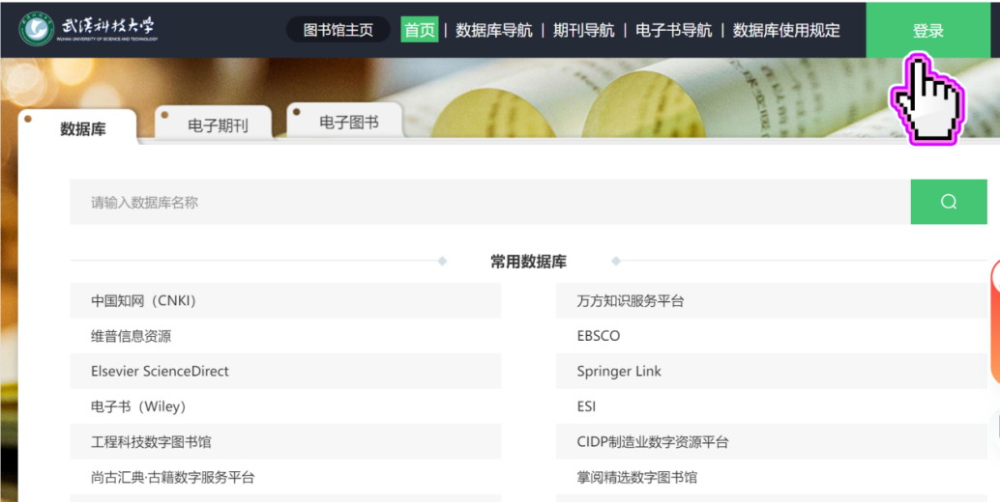 武汉科技大学
WUHAN UNIVERSITY OF SCIENCE AND TECHNOLOGY
图书馆主页 首页 | 数据库导航 | 期刊导航 | 电子书导航 | 数据库使用规定 登录
数据库 电子期刊 电子图书
请输入数据库名称
常用数据库
中国知网（CNKI） 万方知识服务平台
维普信息资源 EBSCO
Elsevier ScienceDirect Springer Link
电子书（Wiley） ESI
工程科技数字图书馆 CIDP制造业数字资源平台
尚古汇典·古籍数字服务平台 掌阅精选数字图书馆